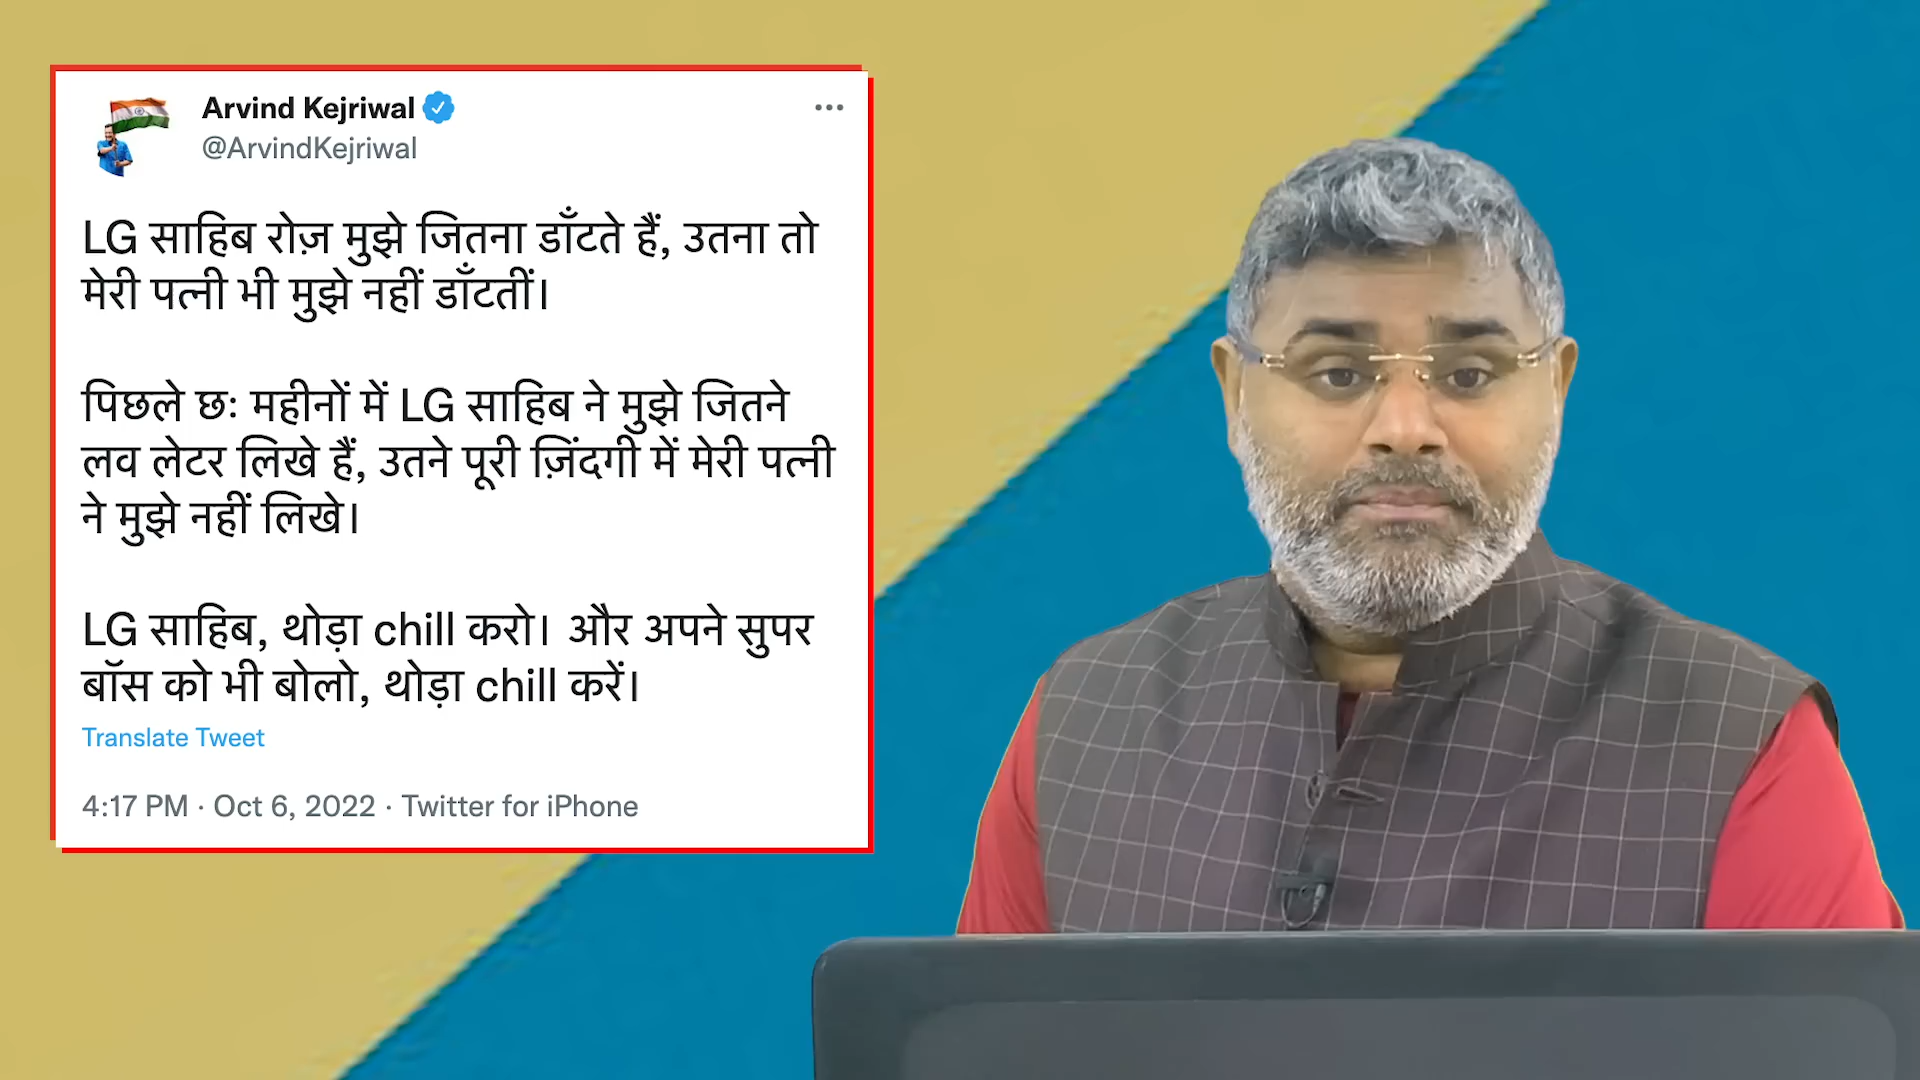 Arvind Kejriwal
@ArvindKejriwal
LG साहिब रोज़ मुझे जितना डाँटते हैं, उतना तो
मेरी पत्नी भी मुझे नहीं डाँटतीं।
पिछले छः महीनों में LG साहिब ने मुझे जितने
लव लेटर लिखे हैं, उतने पूरी ज़िंदगी में मेरी पत्नी
ने मुझे नहीं लिखे।
LG साहिब, थोड़ा chill करो। और अपने सुपर
बॉस को भी बोलो, थोड़ा chill करें।
Translate Tweet
4:17 PM · Oct 6, 2022 · Twitter for iPhone